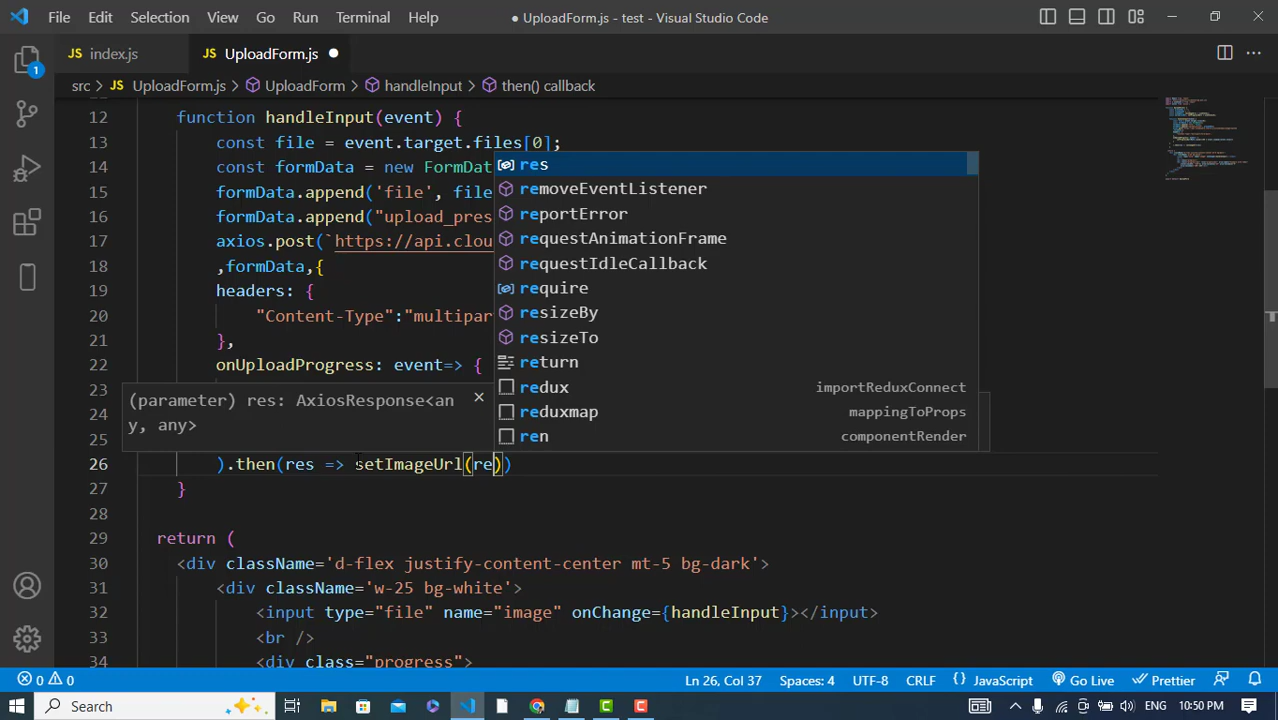 File Edit Selection View Go Run Terminal Help
● UploadForm.js - test - Visual Studio Code
JS index.js
JS UploadForm.js ●
src > JS UploadForm.js > UploadForm > handleInput > then() callback
12 function handleInput(event) {
13 const file = event.target.files[0];
14 const formData = new FormDat
15 formData.append('file', file
16 formData.append("upload_pres
17 axios.post(`https://api.clou
18 ,formData,{
19 headers: {
20 "Content-Type":"multipar
21 },
22 onUploadProgress: event=> {
23
24
25
26 ).then(res => setImageUrl(re))
27 }
28
29 return (
30 <div className='d-flex justify-content-center mt-5 bg-dark'>
31 <div className='w-25 bg-white'>
32 <input type="file" name="image" onChange={handleInput}></input>
33 <br />
34 <div class="progress">
res
removeEventListener
reportError
requestAnimationFrame
requestIdleCallback
require
resizeBy
resizeTo
return
redux importReduxConnect
reduxmap mappingToProps
ren componentRender
(parameter) res: AxiosResponse<an
y, any>
1
0 0 Ln 26, Col 37 Spaces: 4 UTF-8 CRLF {} JavaScript Go Live Prettier
Search
10:50 PM